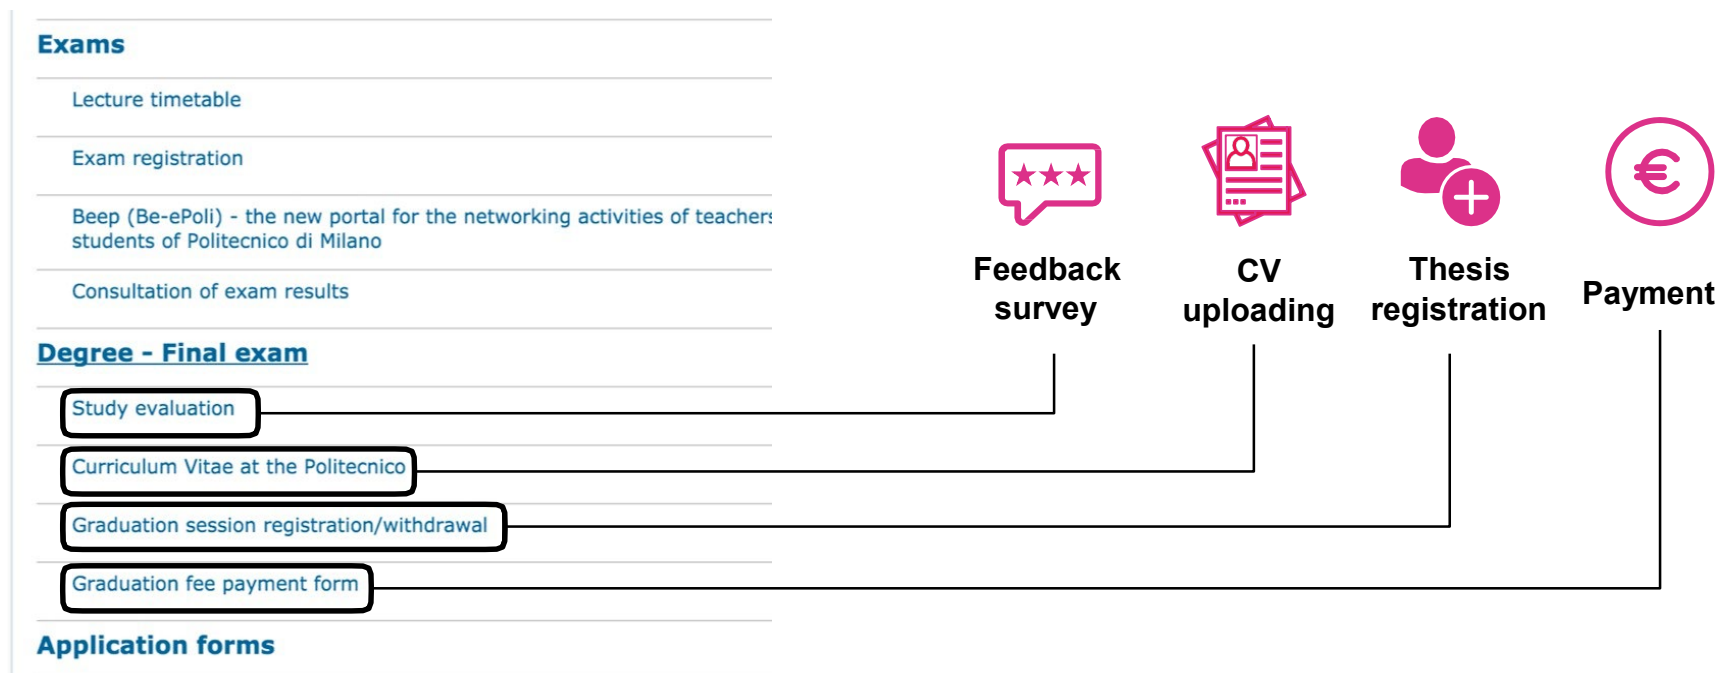 Exams
Lecture timetable
Exam registration
Beep (Be-ePoli) - the new portal for the networking activities of teachers
students of Politecnico di Milano
Consultation of exam results
Degree - Final exam
Study evaluation
Curriculum Vitae at the Politecnico
Graduation session registration/withdrawal
Graduation fee payment form
Application forms
Feedback
survey
CV
uploading
Thesis
registration
€
Payment